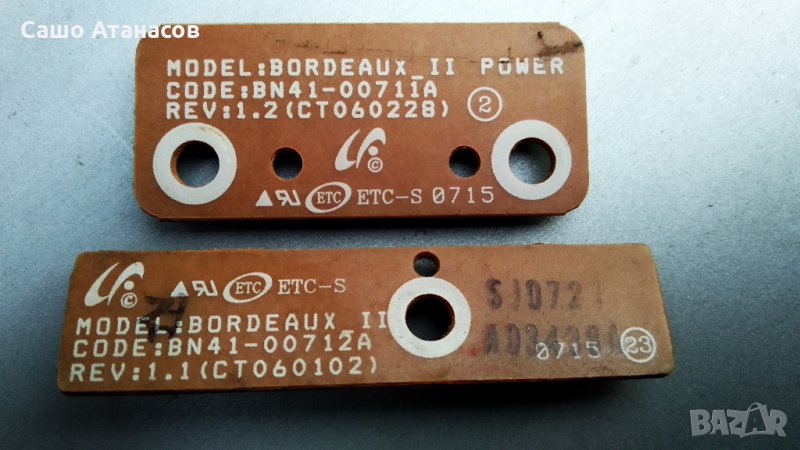 Сашо Атанасов
MODEL:BORDEAUX_II POWER
CODE:BN41-00711A
REV:1.2(CT060228) 2
ETC ETC-S 0715
ETC ETC-S
MODEL:BORDEAUX_II
CODE:BN41-00712A
REV:1.1(CT060102)
0715 23
BAZAR